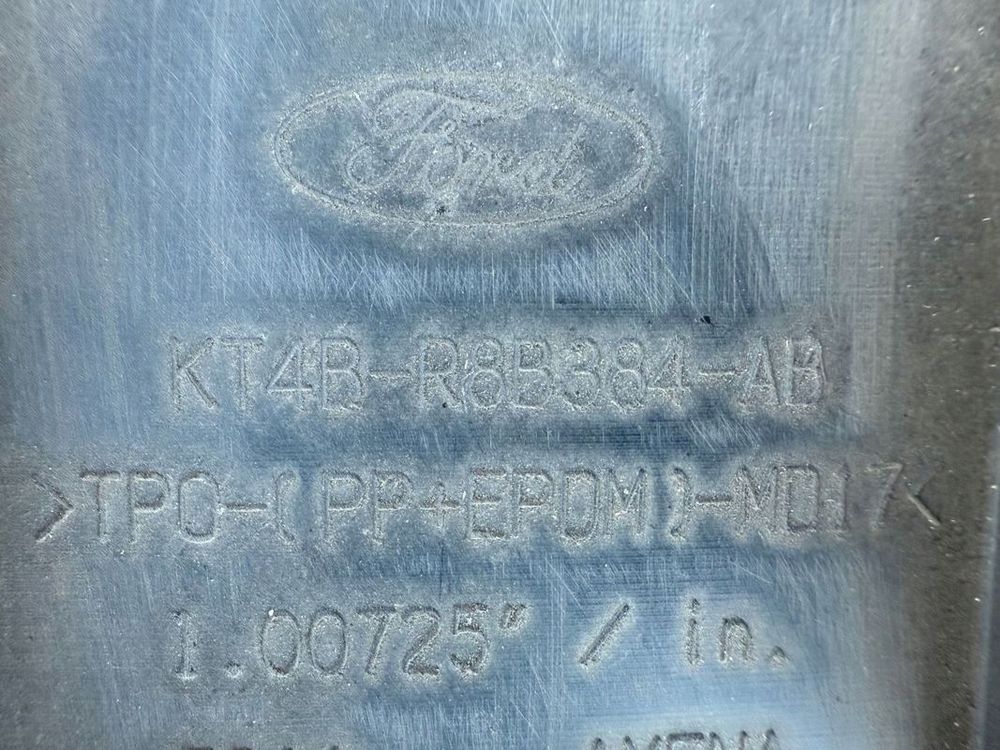 Ford
KT4B-R8B384-AB
>TPO-(PP+EPDM)-MD17<
1.00725" / in.